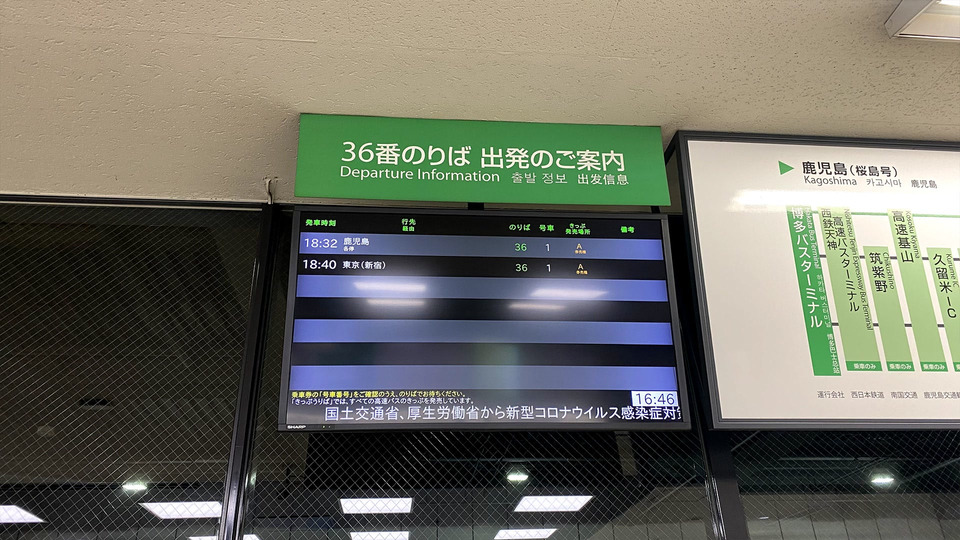 36番のりば 出発のご案内
Departure Information 출발 정보 出发信息
発車時刻 行先 経由 のりば 号車 きっぷ発売場所 備考
18:32 鹿児島 各停 36 1 A 券売機
18:40 東京(新宿) 36 1 A 券売機
乗車券の「号車番号」をご確認のうえ、のりばでお待ちください。
「きっぷうりば」では、すべての高速バスのきっぷを発売しています。
16:46
国土交通省、厚生労働省から新型コロナウイルス感染症対
SHARP
鹿児島(桜島号)
Kagoshima 카고시마 鹿児島
博多バスターミナル
西鉄天神高速バスターミナル
筑紫野
Chikushino
高速基山
久留米IC
乗車のみ
乗車のみ
乗車のみ
乗車のみ
運行会社 西日本鉄道 南国交通 鹿児島交通